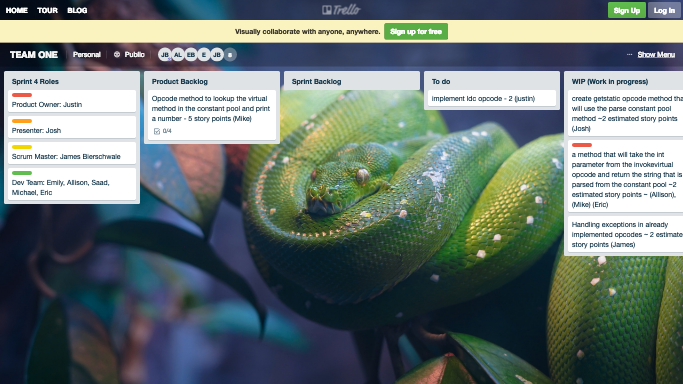 HOME TOUR BLOG
Trello
Sign Up Log In
Visually collaborate with anyone, anywhere. Sign up for free
TEAM ONE Personal Public JB AL EB E JB
··· Show Menu
Sprint 4 Roles
Product Owner: Justin
Presenter: Josh
Scrum Master: James Bierschwale
Dev Team: Emily, Allison, Saad,
Michael, Eric
Product Backlog
Opcode method to lookup the virtual
method in the constant pool and print
a number - 5 story points (Mike)
0/4
Sprint Backlog
To do
implement ldc opcode - 2 (justin)
WIP (Work in progress)
create getstatic opcode method tha
will use the parse constant pool
method ~2 estimated story points
(Josh)
a method that will take the int
parameter from the invokevirtual
opcode and return the string that is
parsed from the constant pool ~2
estimated story points ~ (Allison),
(Mike) (Eric)
Handling exceptions in already
implemented opcodes ~ 2 estimate
story points (James)